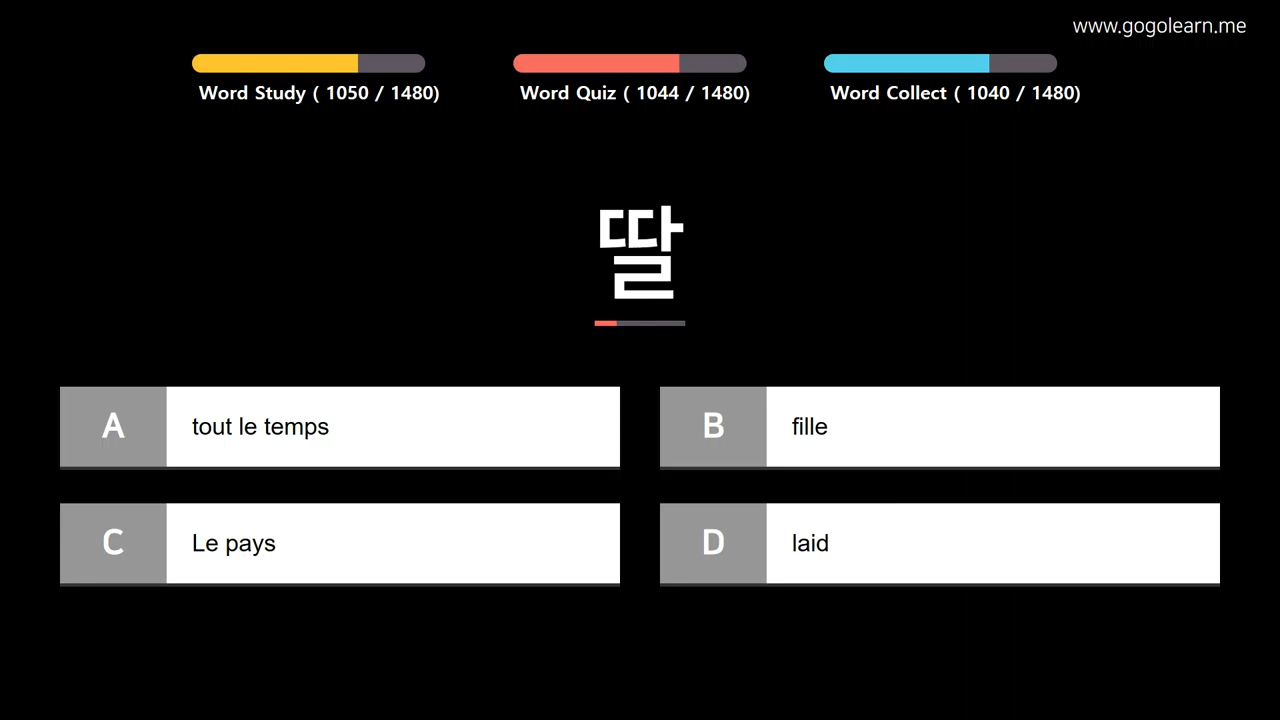 www.gogolearn.me
Word Study ( 1050 / 1480)
Word Quiz ( 1044 / 1480)
Word Collect ( 1040 / 1480)
딸
A
tout le temps
B
fille
C
Le pays
D
laid